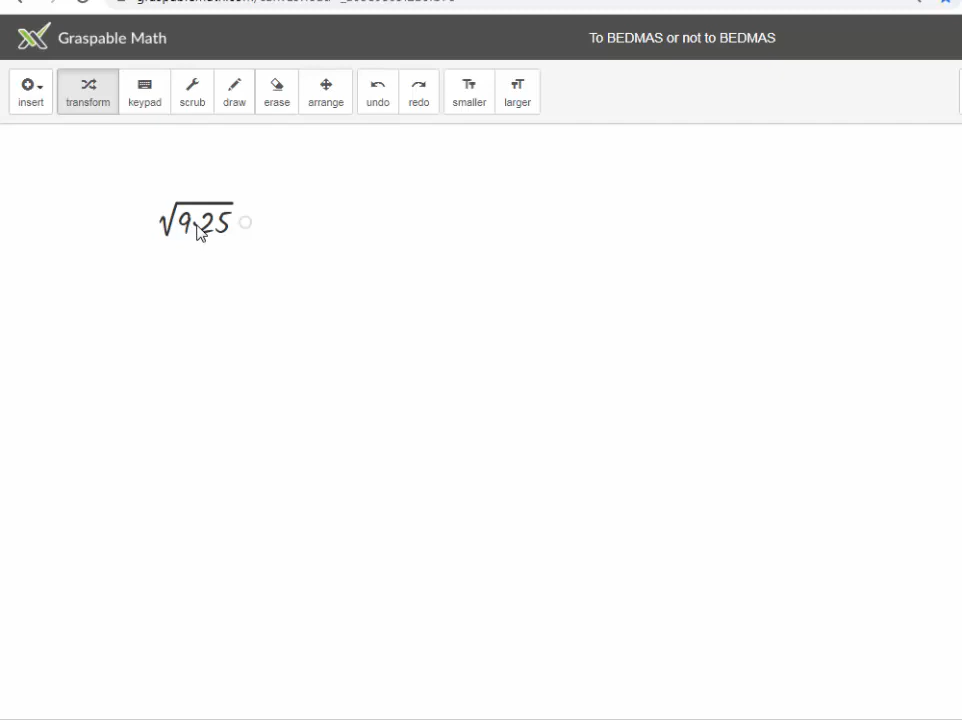 Graspable Math
To BEDMAS or not to BEDMAS
insert transform keypad scrub draw erase arrange undo redo smaller larger
√9·25